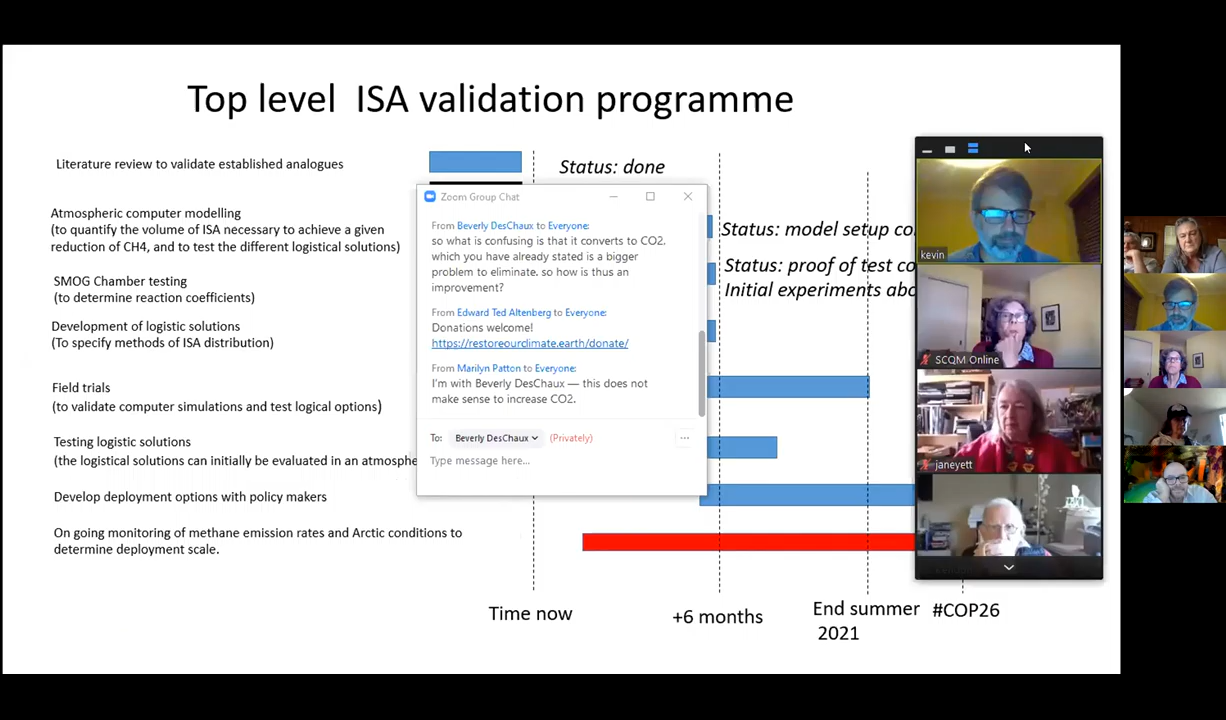 Top level ISA validation programme
Literature review to validate established analogues
Status: done
Zoom Group Chat
Atmospheric computer modelling
(to quantify the volume of ISA necessary to achieve a given
reduction of CH4, and to test the different logistical solutions)
SMOG Chamber testing
(to determine reaction coefficients)
Development of logistic solutions
(To specify methods of ISA distribution)
Field trials
(to validate computer simulations and test logical options)
Testing logistic solutions
(the logistical solutions can initially be evaluated in an
Develop deployment options with policy makers
On going monitoring of methane emission rates and Arctic conditions to
determine deployment scale.
From Beverly DesChaux to Everyone:
so what is confusing is that it converts to CO2.
which you have already stated is a bigger
problem to eliminate. so how is thus an
improvement?
From Edward Ted Altenberg to Everyone:
Donations welcome!
https://restoreourclimate.earth/donate/
From Marilyn Patton to Everyone:
I'm with Beverly DesChaux — this does not
make sense to increase CO2.
To: Beverly DesChaux (Privately)
Type message here...
Status: model setup
Status: proof of test
Initial experiments
kevin
SCQM Online
janeyett
Time now
+6 months
End summer
2021
#COP26